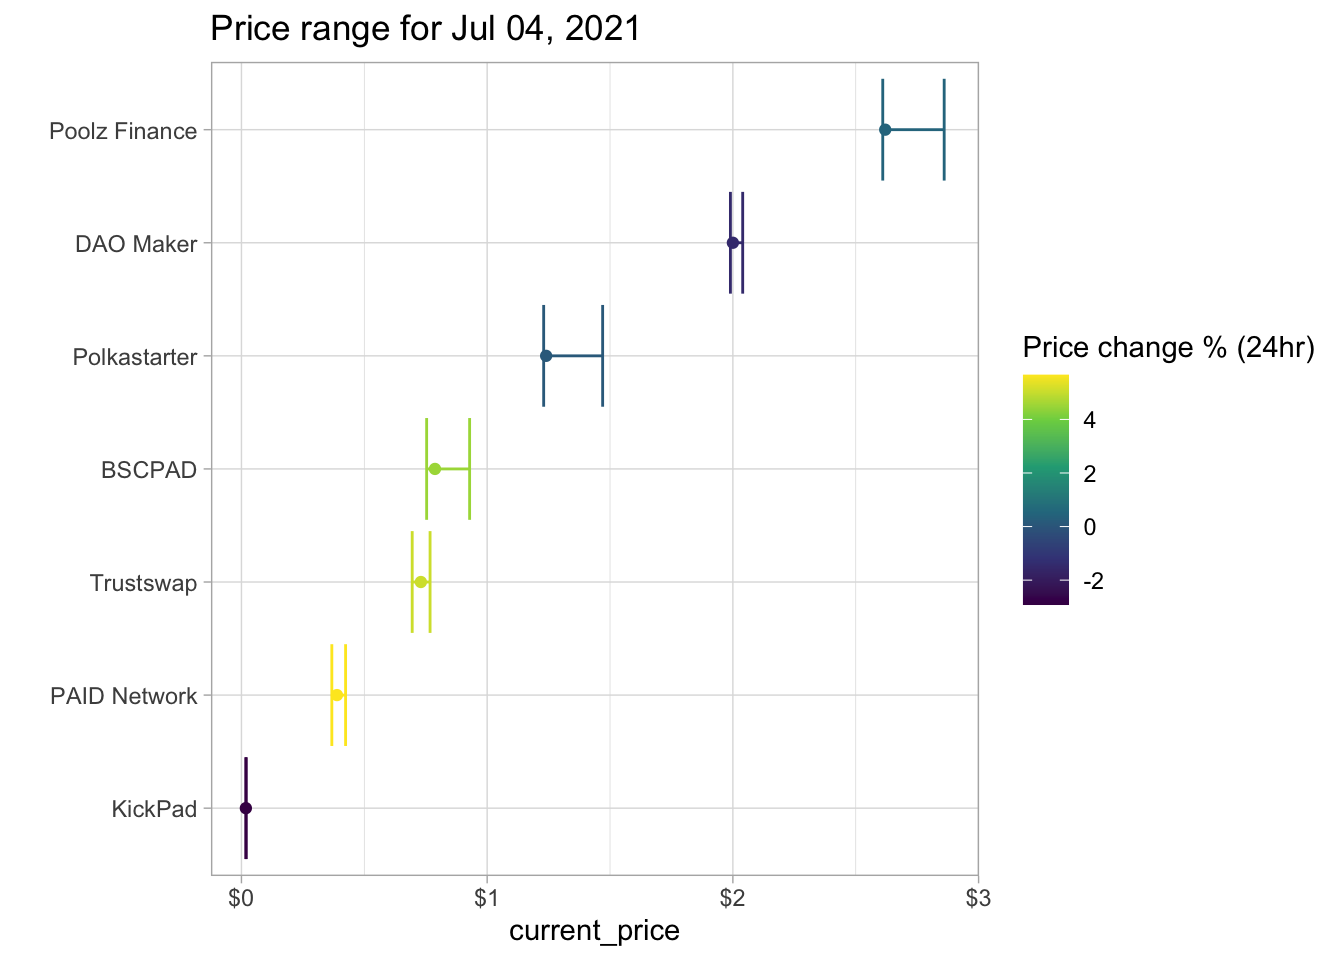 Price range for Jul 04, 2021
Poolz Finance
DAO Maker
Polkastarter
BSCPAD
Trustswap
PAID Network
KickPad
$0
$1
$2
$3
current_price
Price change % (24hr)
4
2
0
-2